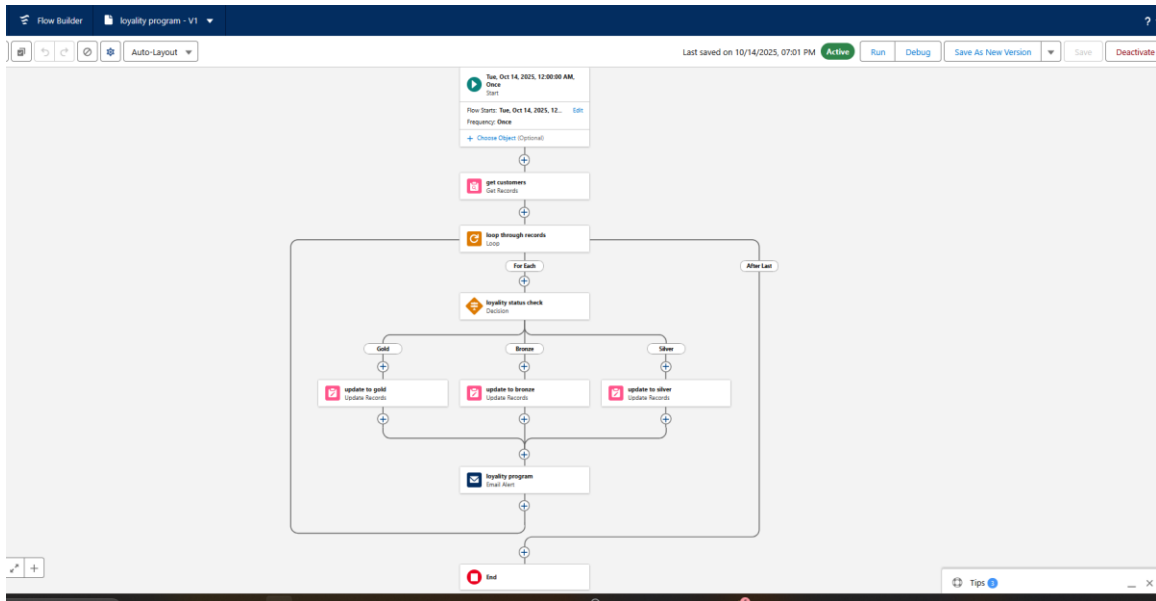 Flow Builder
loyality program - V1
?
Auto-Layout
Last saved on 10/14/2025, 07:01 PM
Active
Run
Debug
Save As New Version
Save
Deactivate
Tue, Oct 14, 2025, 12:00:00 AM,
Once
Start
Flow Starts: Tue, Oct 14, 2025, 12... Edit
Frequency: Once
+ Choose Object (Optional)
get customers
Get Records
loop through records
Loop
For Each
After Last
loyality status check
Decision
Gold
Bronze
Silver
update to gold
Update Records
update to bronze
Update Records
update to silver
Update Records
loyality program
Email Alert
End
Tips